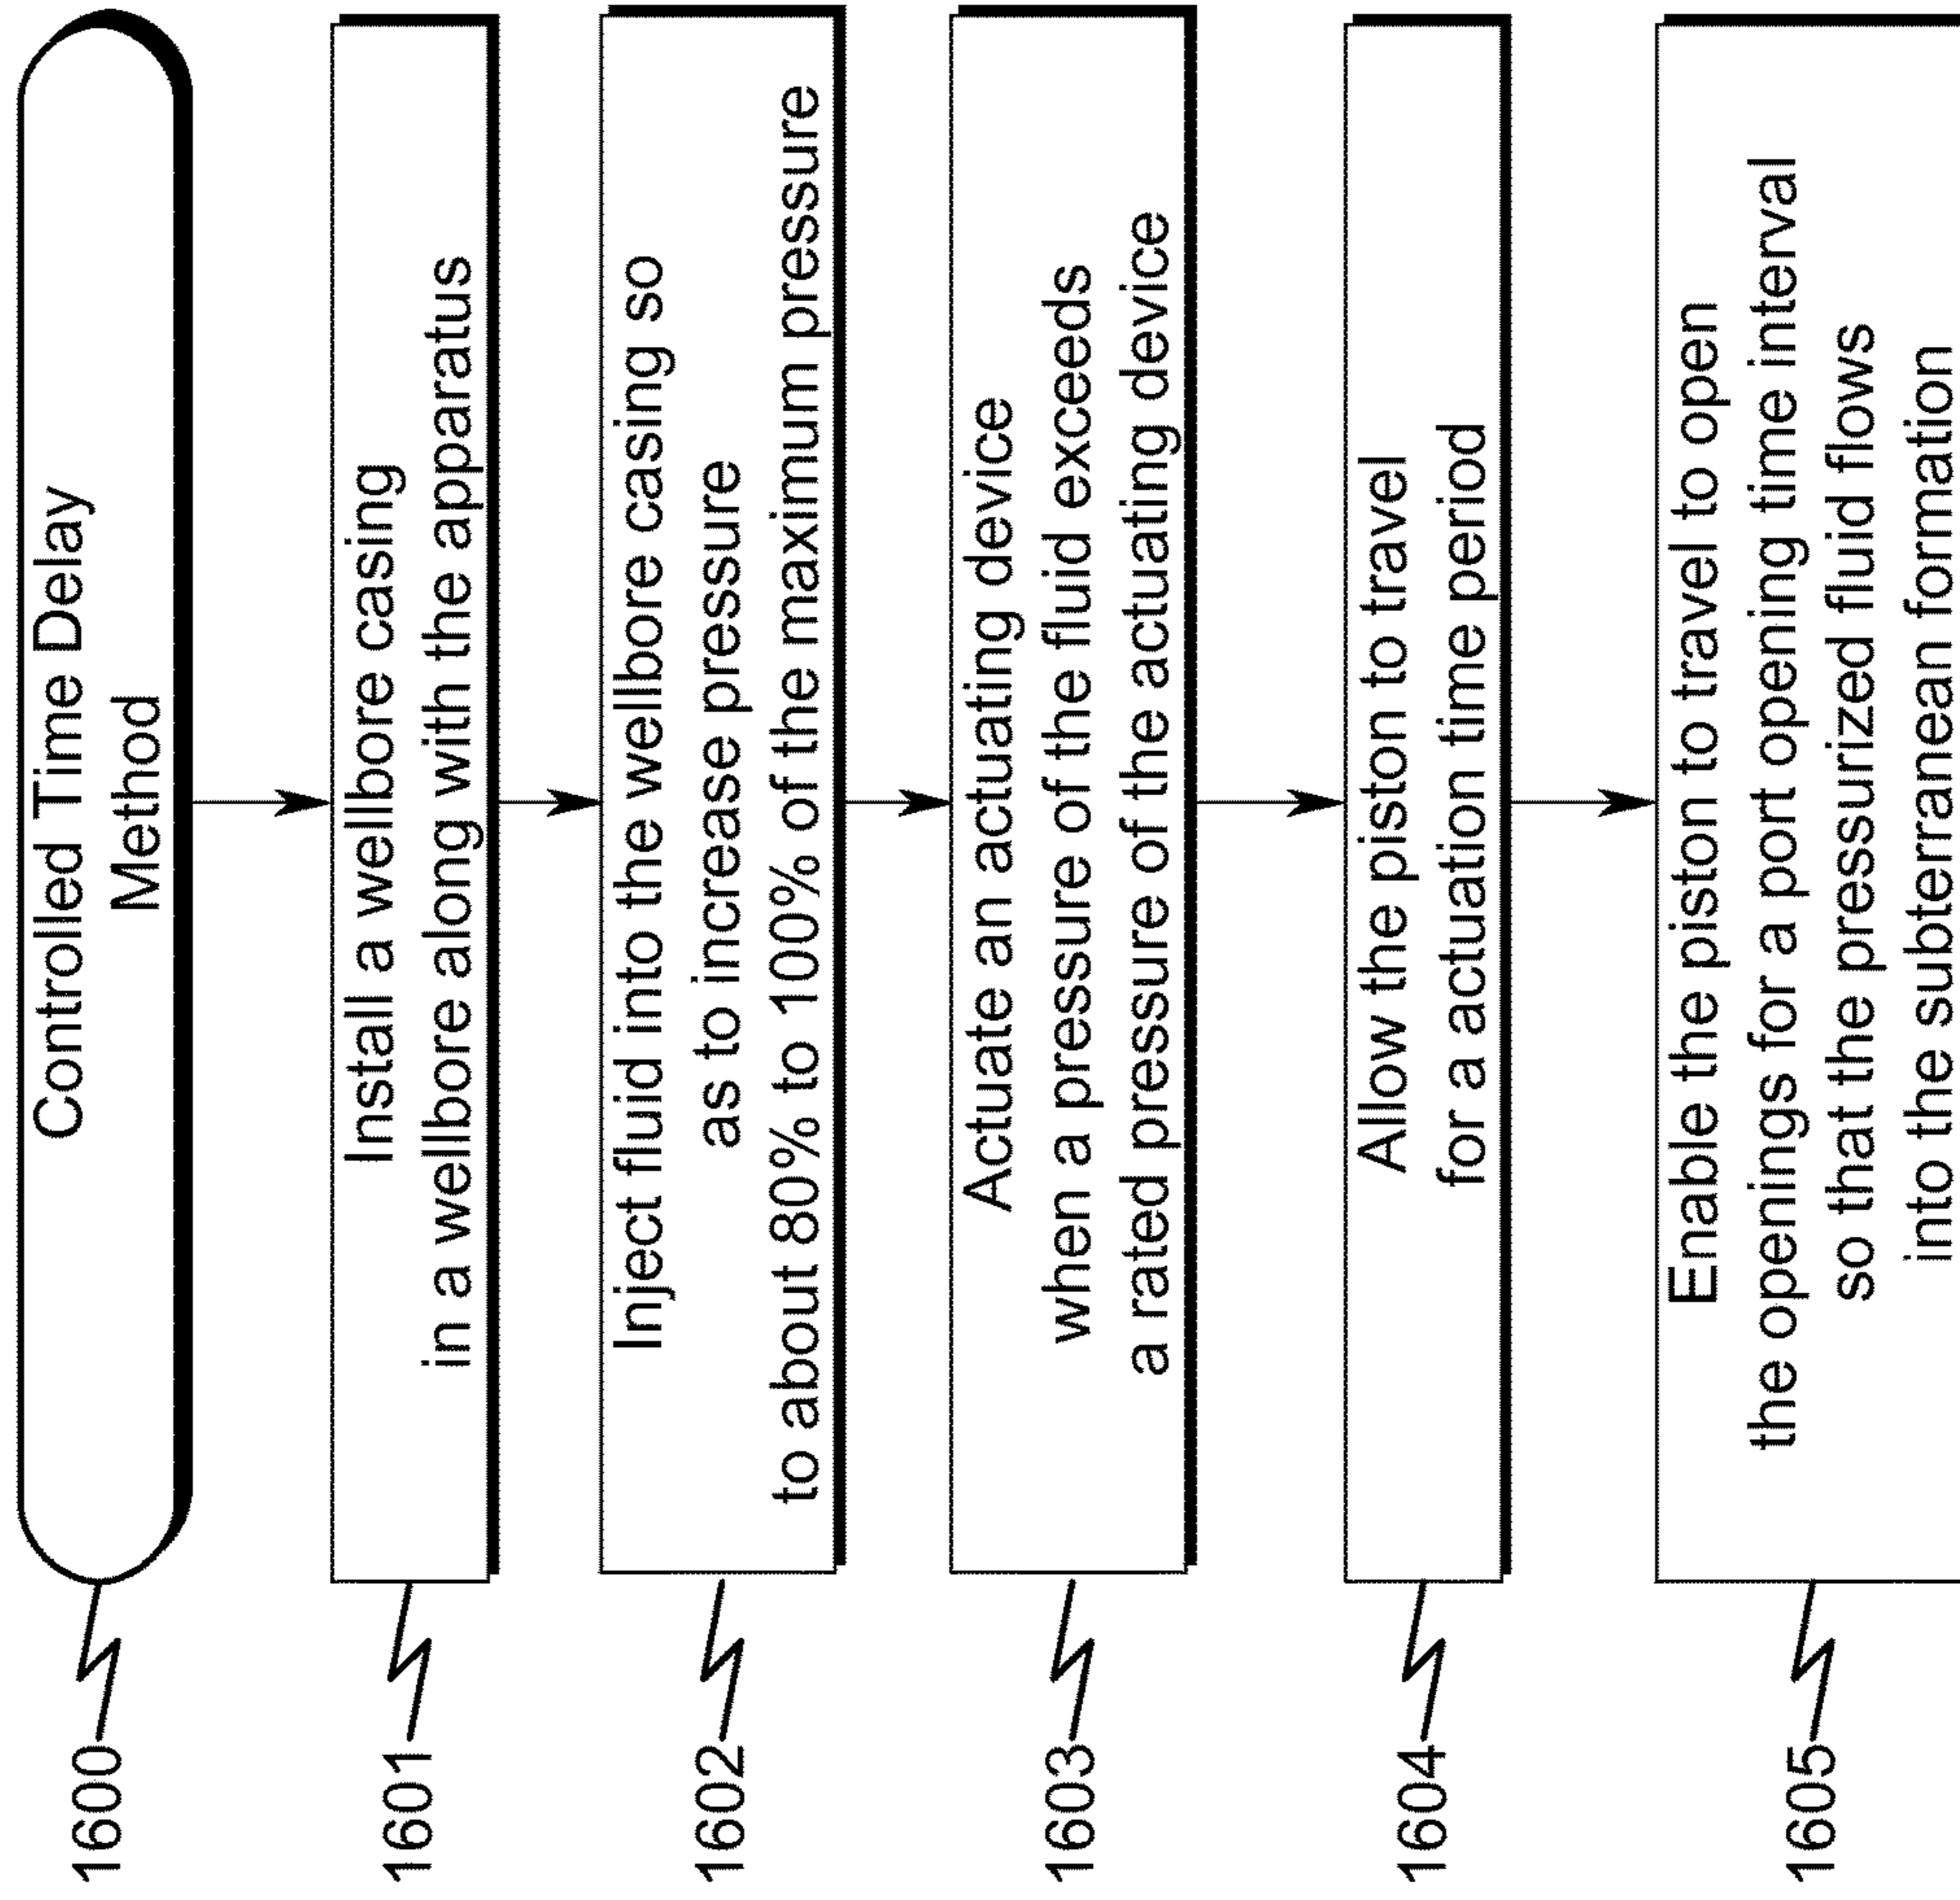 1600
Controlled Time Delay
Method
1601
Install a wellbore casing
in a wellbore along with the apparatus
1602
Inject fluid into the wellbore casing so
as to increase pressure
to about 80% to 100% of the maximum pressure
1603
Actuate an actuating device
when a pressure of the fluid exceeds
a rated pressure of the actuating device
1604
Allow the piston to travel
for a actuation time period
1605
Enable the piston to travel to open
the openings for a port opening time interval
so that the pressurized fluid flows
into the subterranean formation